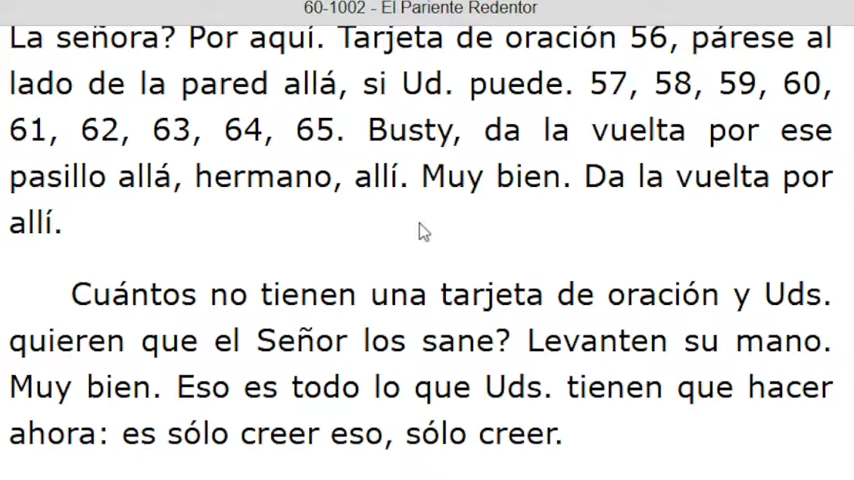 60-1002 - El Pariente Redentor
La señora? Por aquí. Tarjeta de oración 56, párese al
lado de la pared allá, si Ud. puede. 57, 58, 59, 60,
61, 62, 63, 64, 65. Busty, da la vuelta por ese
pasillo allá, hermano, allí. Muy bien. Da la vuelta por
allí.
Cuántos no tienen una tarjeta de oración y Uds.
quieren que el Señor los sane? Levanten su mano.
Muy bien. Eso es todo lo que Uds. tienen que hacer
ahora: es sólo creer eso, sólo creer.